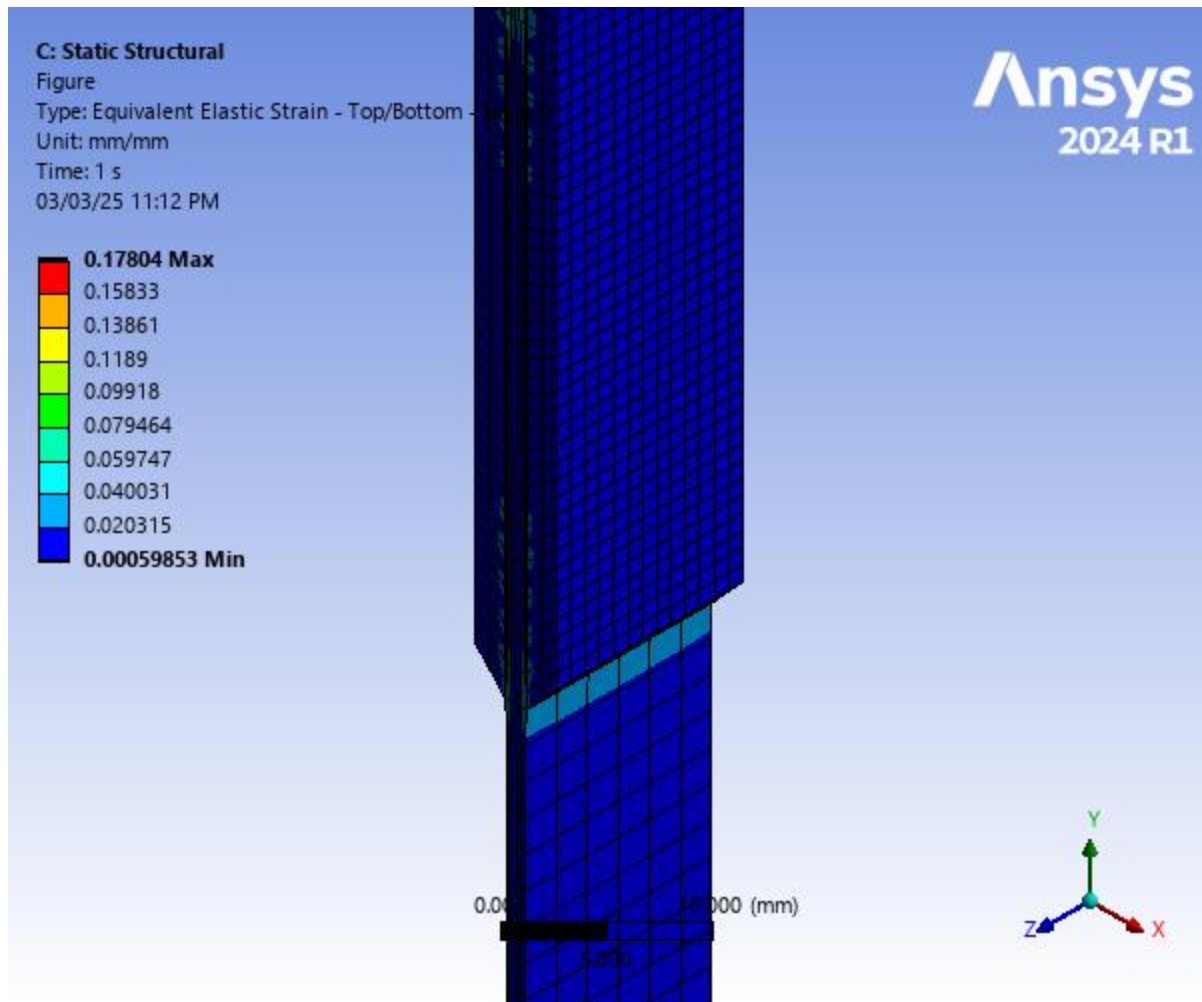 C: Static Structural
Figure
Type: Equivalent Elastic Strain - Top/Bottom -
Unit: mm/mm
Time: 1 s
03/03/25 11:12 PM
0.17804 Max
0.15833
0.13861
0.1189
0.09918
0.079464
0.059747
0.040031
0.020315
0.00059853 Min
Ansys
2024 R1
(mm)
Y
Z
X